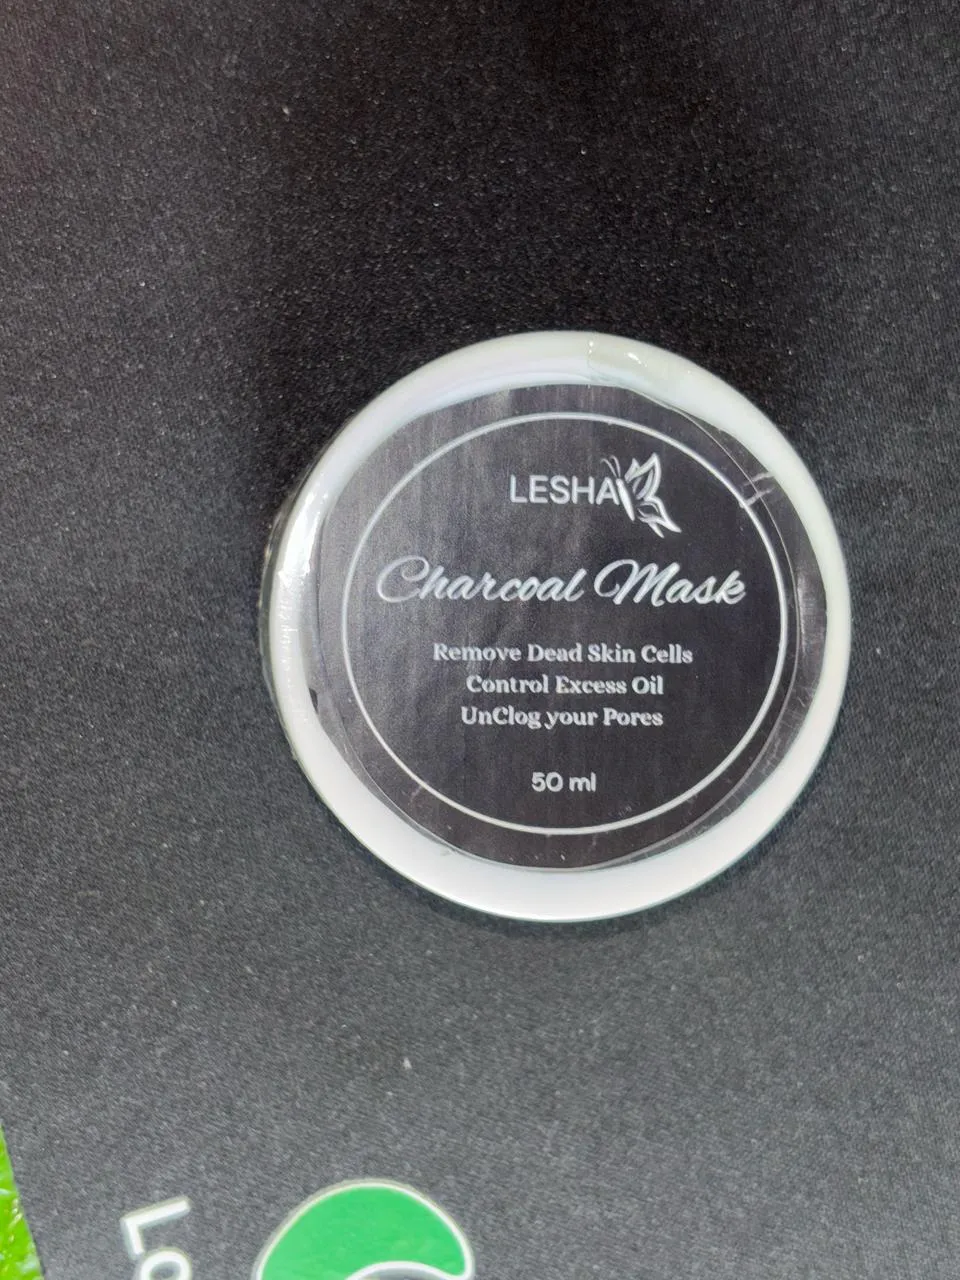 LESHA
Charcoal Mask
Remove Dead Skin Cells
Control Excess Oil
UnClog your Pores
50 ml